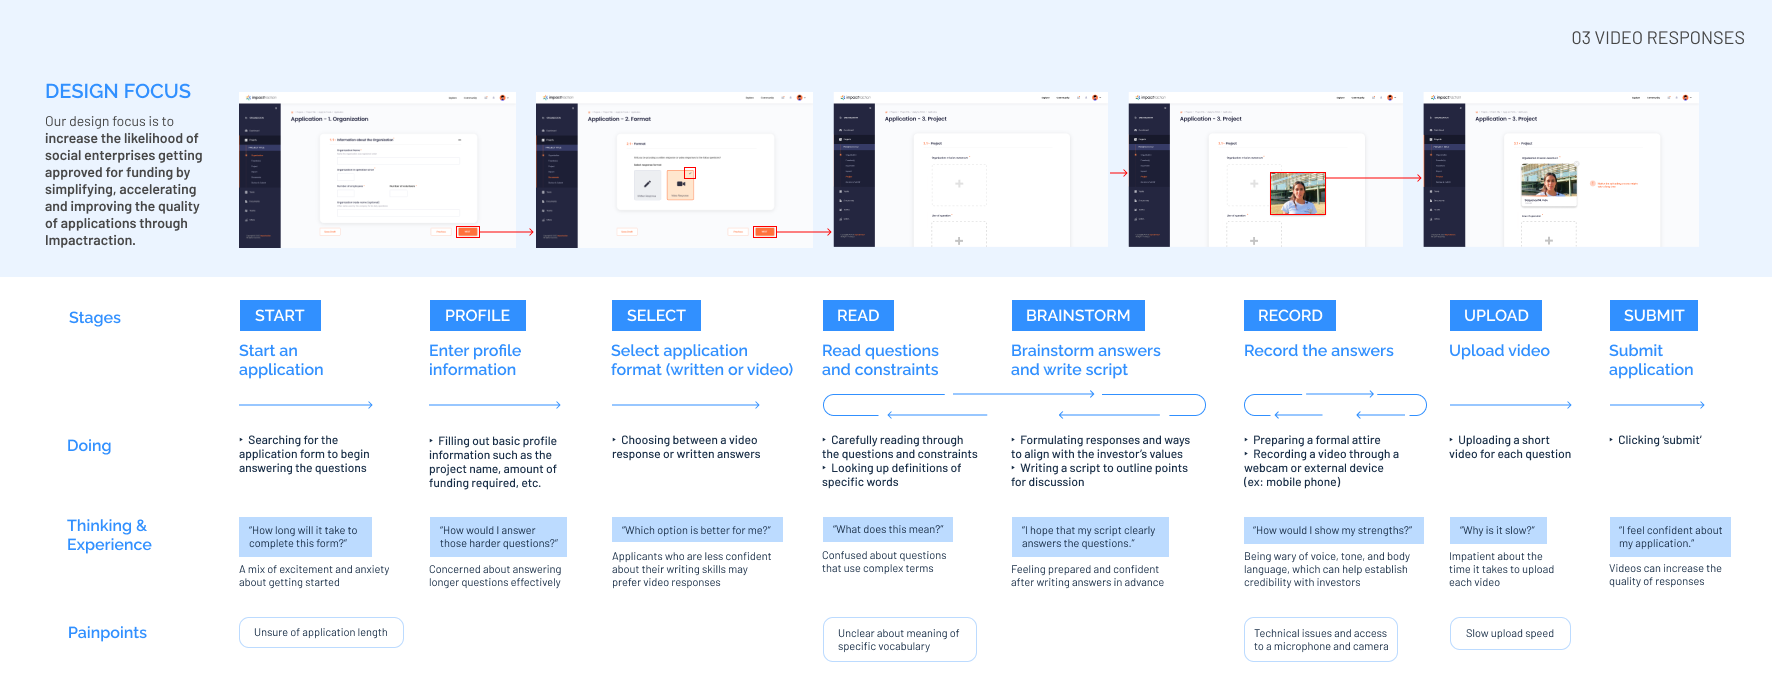 03 VIDEO RESPONSES
DESIGN FOCUS
Our design focus is to
increase the likelihood of
social enterprises getting
approved for funding by
simplifying, accelerating
and improving the quality
of applications through
Impactraction.
Application - 1. Organization
Application - 2. Format
Application - 3. Project
Application - 3. Project
Application - 3. Project
Stages
START
PROFILE
SELECT
READ
BRAINSTORM
RECORD
UPLOAD
SUBMIT
Start an
application
Enter profile
information
Select application
format (written or video)
Read questions
and constraints
Brainstorm answers
and write script
Record the answers
Upload video
Submit
application
Doing
‣ Searching for the
application form to begin
answering the questions
‣ Filling out basic profile
information such as the
project name, amount of
funding required, etc.
‣ Choosing between a video
response or written answers
‣ Carefully reading through
the questions and constraints
‣ Looking up definitions of
specific words
‣ Formulating responses and ways
to align with the investor's values
‣ Writing a script to outline points
for discussion
‣ Preparing a formal attire
‣ Recording a video through a
webcam or external device
(ex: mobile phone)
‣ Uploading a short
video for each question
‣ Clicking 'submit'
Thinking &
Experience
"How long will it take to
complete this form?"
A mix of excitement and anxiety
about getting started
"How would I answer
those harder questions?"
Concerned about answering
longer questions effectively
"Which option is better for me?"
Applicants who are less confident
about their writing skills may
prefer video responses
"What does this mean?"
Confused about questions
that use complex terms
"I hope that my script clearly
answers the questions."
Feeling prepared and confident
after writing answers in advance
"How would I show my strengths?"
Being wary of voice, tone, and body
language, which can help establish
credibility with investors
"Why is it slow?"
Impatient about the
time it takes to upload
each video
"I feel confident about
my application."
Videos can increase the
quality of responses
Painpoints
Unsure of application length
Unclear about meaning of
specific vocabulary
Technical issues and access
to a microphone and camera
Slow upload speed